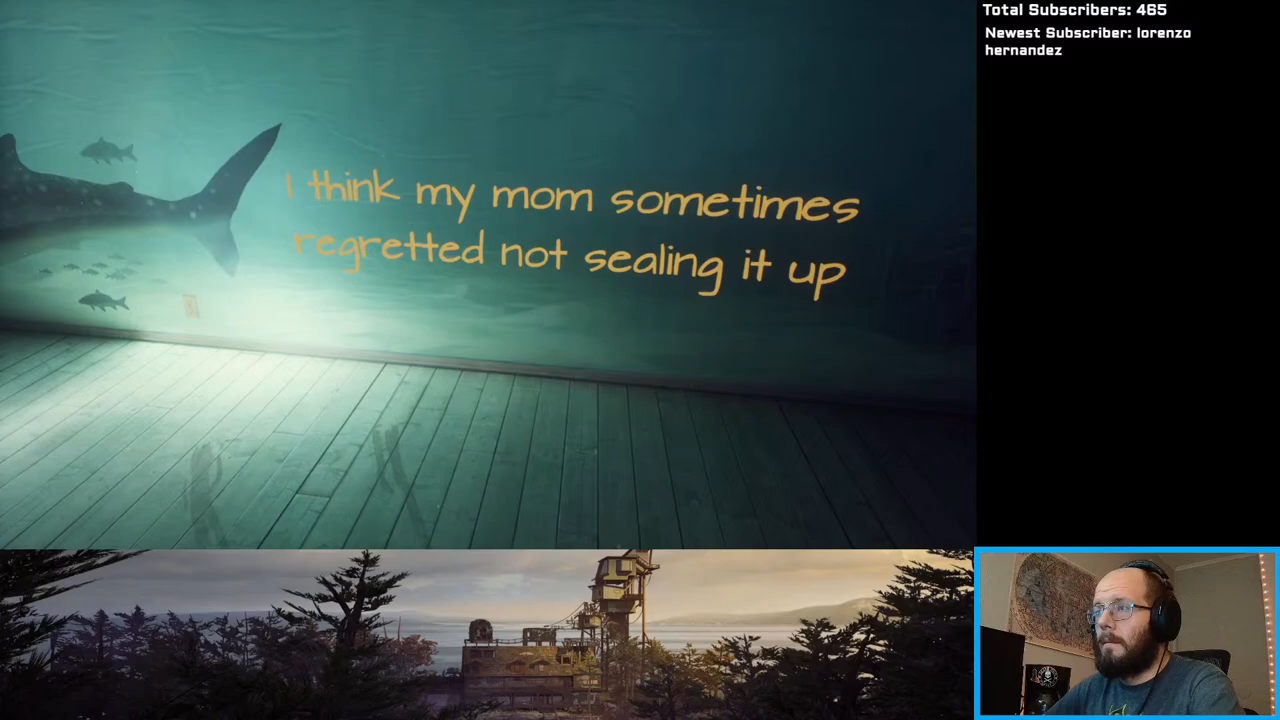 Total Subscribers: 465
Newest Subscriber: lorenzo
hernandez
I think my mom sometimes
regretted not sealing it up